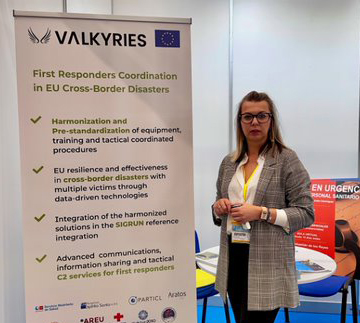 VALKYRIES
First Responders Coordination
in EU Cross-Border Disasters
Harmonization and
Pre-standardization of equipment,
training and tactical coordinated
procedures
EU resilience and effectiveness
in cross-border disasters with
multiple victims through
data-driven technologies
Integration of the harmonized
solutions in the SIGRUN reference
integration
Advanced communications,
information sharing and tactical
C2 services for first responders
PARTICLE
Aratos
AREU
EN URGENC
PERSONAL SANITARIO